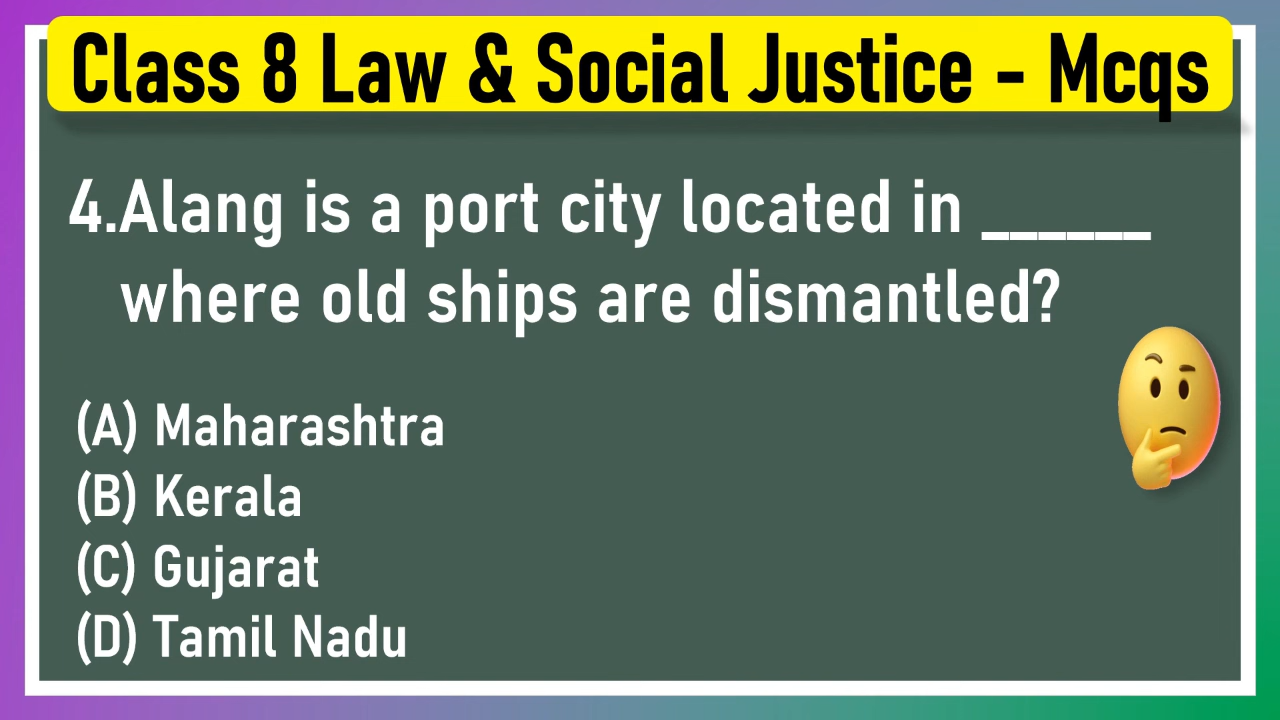 Class 8 Law & Social Justice - Mcqs
4.Alang is a port city located in ______
where old ships are dismantled?
(A) Maharashtra
(B) Kerala
(C) Gujarat
(D) Tamil Nadu